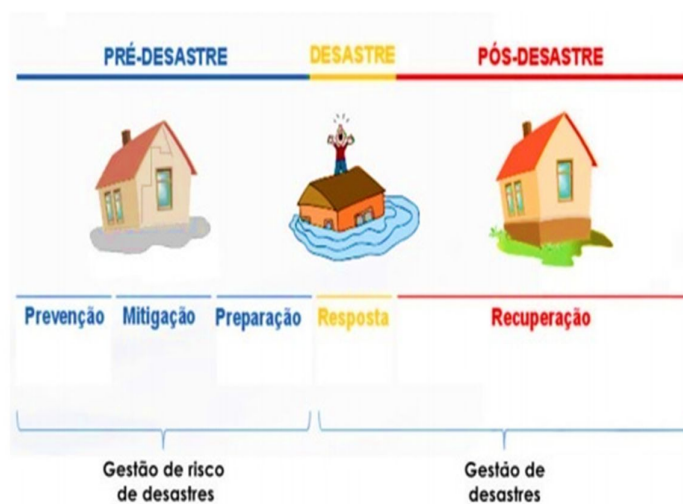 PRÉ-DESASTRE DESASTRE PÓS-DESASTRE
Prevenção Mitigação Preparação Resposta Recuperação
Gestão de risco
de desastres
Gestão de
desastres